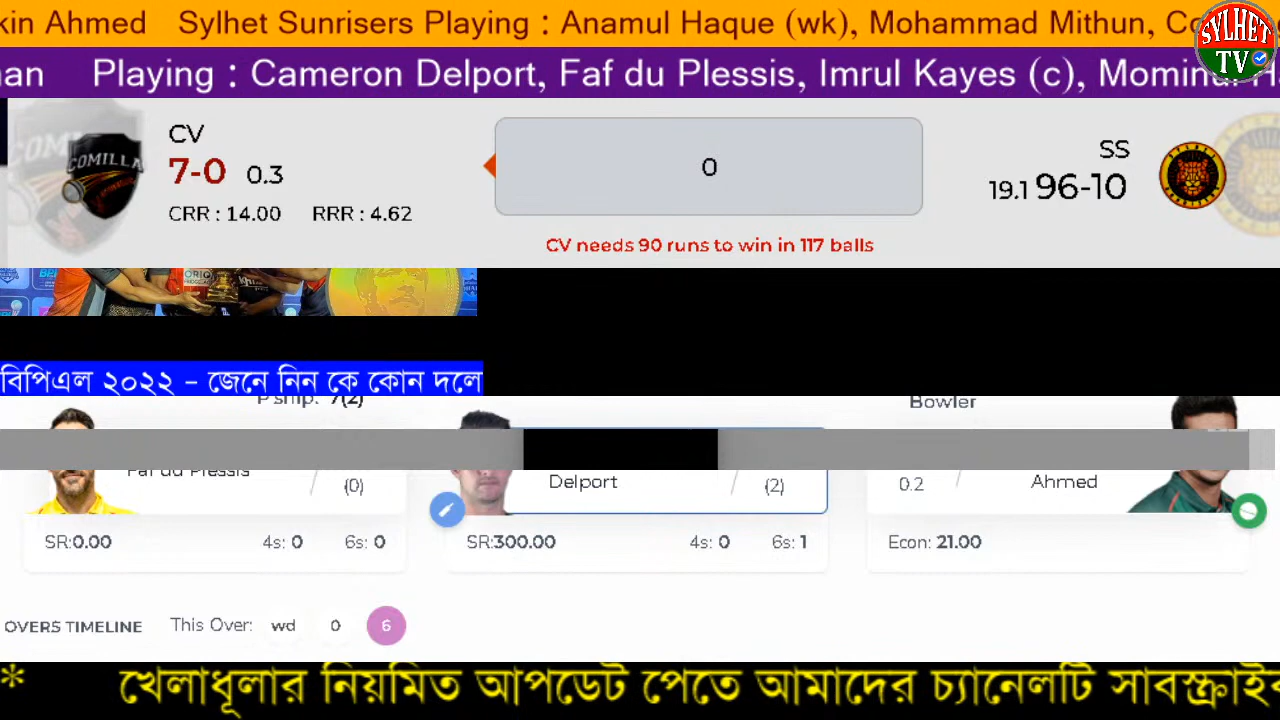 kin Ahmed Sylhet Sunrisers Playing : Anamul Haque (wk), Mohammad Mithun, Co
SYLHET
TV
nan Playing : Cameron Delport, Faf du Plessis, Imrul Kayes (c), Mominul H
COMILLA
CV
7-0 0.3
CRR : 14.00 RRR : 4.62
0
CV needs 90 runs to win in 117 balls
SS
19.1 96-10
বিপিএল ২০২২ - জেনে নিন কে কোন দলে
P'ship: 7(2)
Bowler
Faf du Plessis / (0)
Delport / (2)
0.2 / Ahmed
SR:0.00 4s: 0 6s: 0
SR:300.00 4s: 0 6s: 1
Econ: 21.00
OVERS TIMELINE This Over: wd 0 6
* খেলাধূলার নিয়মিত আপডেট পেতে আমাদের চ্যানেলটি সাবস্ক্রাইব